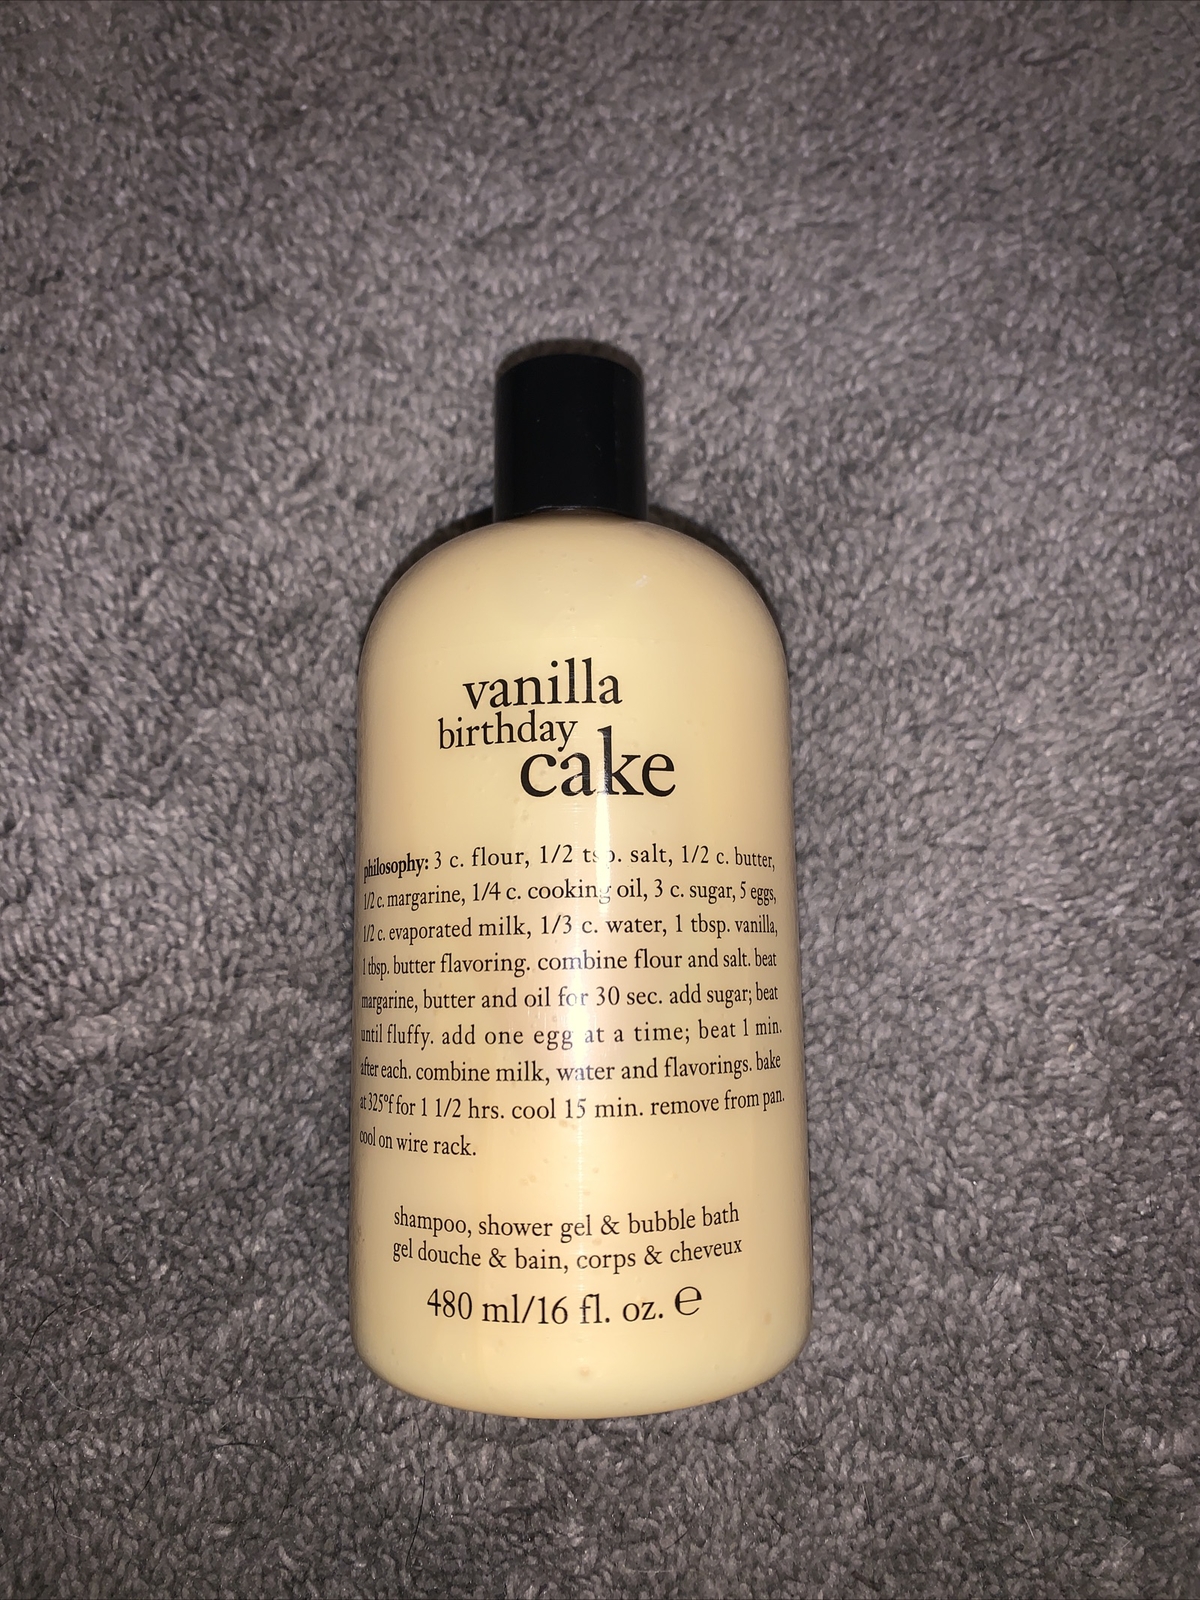 vanilla
birthday
cake
philosophy: 3 c. flour, 1/2 tsp. salt, 1/2 c. butter,
1/2 c. margarine, 1/4 c. cooking oil, 3 c. sugar, 5 eggs,
1/2 c. evaporated milk, 1/3 c. water, 1 tbsp. vanilla,
1 tbsp. butter flavoring. combine flour and salt. beat
margarine, butter and oil for 30 sec. add sugar; beat
until fluffy. add one egg at a time; beat 1 min.
after each. combine milk, water and flavorings. bake
at 325°f for 1 1/2 hrs. cool 15 min. remove from pan.
cool on wire rack.
shampoo, shower gel & bubble bath
gel douche & bain, corps & cheveux
480 ml/16 fl. oz. ℮